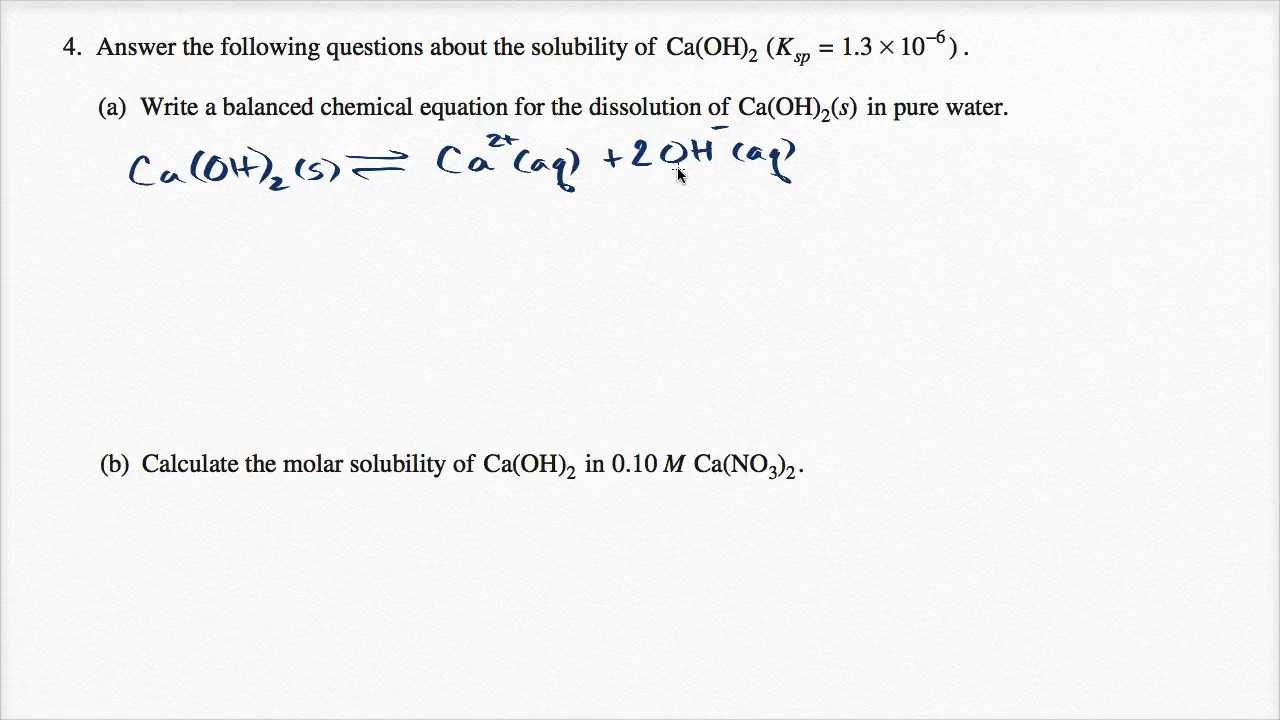 4. Answer the following questions about the solubility of Ca(OH)₂ (Kₛₚ = 1.3 × 10⁻⁶).
(a) Write a balanced chemical equation for the dissolution of Ca(OH)₂(s) in pure water.
Ca(OH)₂(s) ⇌ Ca²⁺(aq) + 2OH⁻(aq)
(b) Calculate the molar solubility of Ca(OH)₂ in 0.10 M Ca(NO₃)₂.